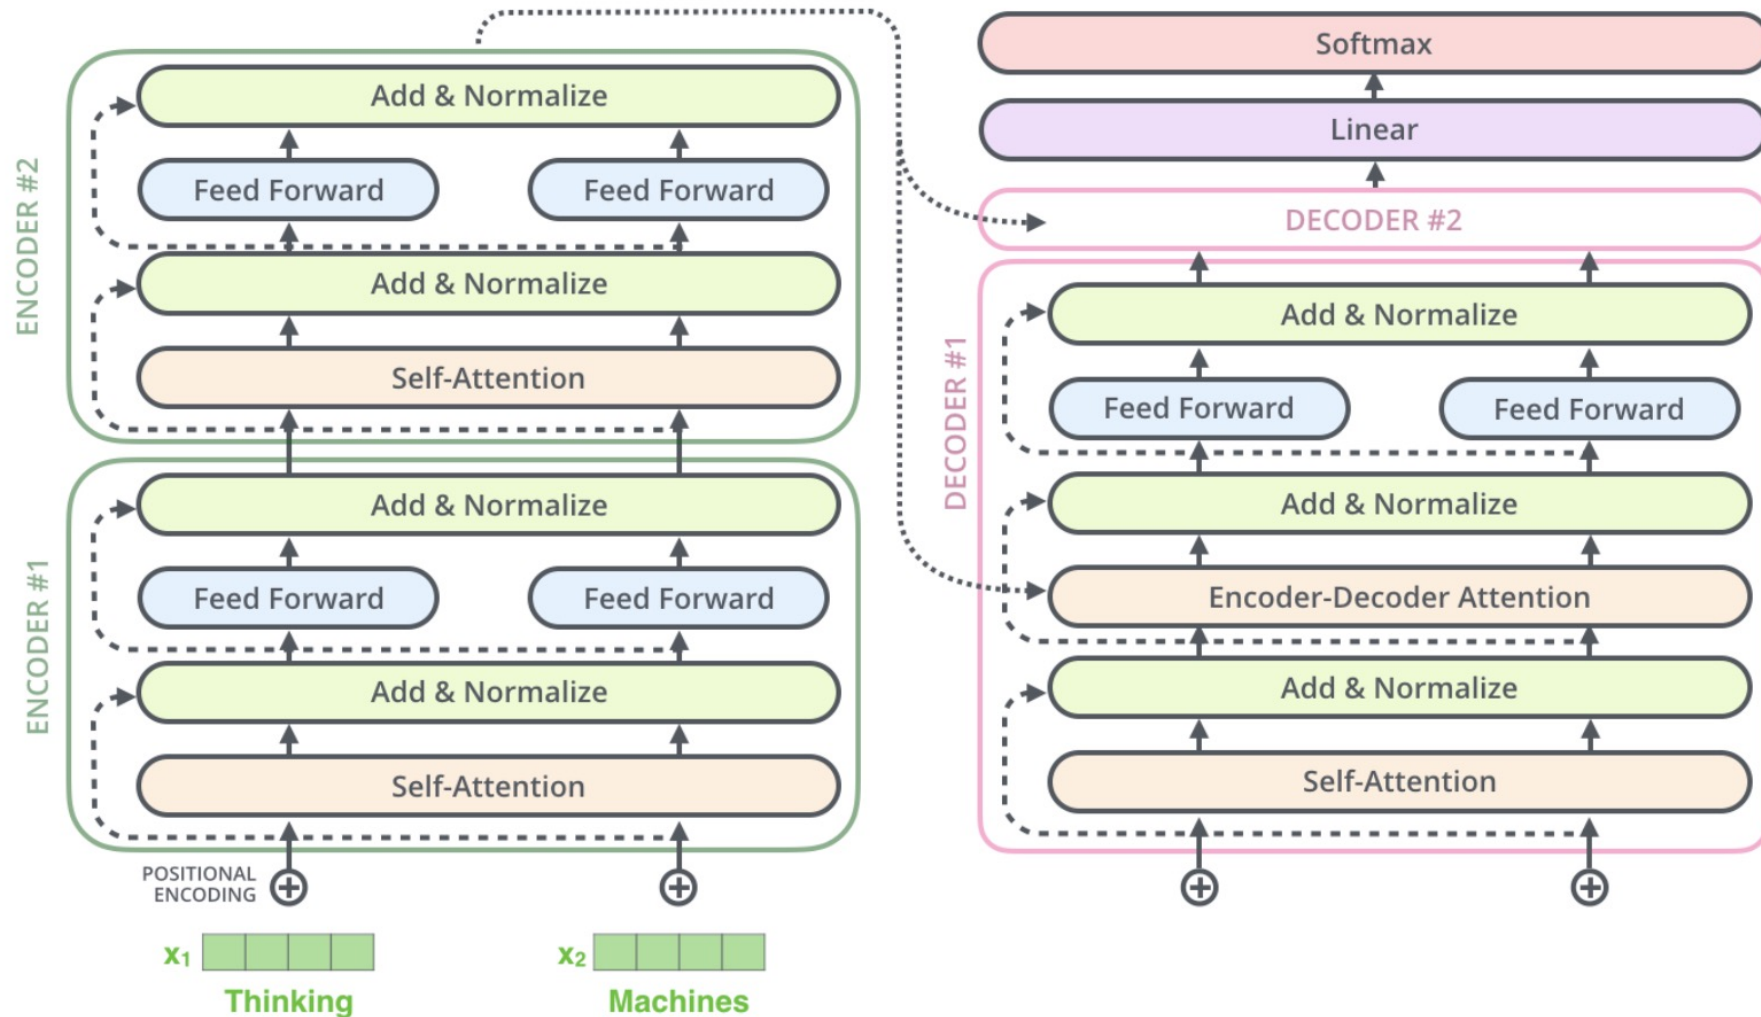 ENCODER #2
Add & Normalize
Feed Forward
Feed Forward
Add & Normalize
Self-Attention
ENCODER #1
Add & Normalize
Feed Forward
Feed Forward
Add & Normalize
Self-Attention
POSITIONAL
ENCODING
x₁
x₂
Thinking
Machines
Softmax
Linear
DECODER #2
DECODER #1
Add & Normalize
Feed Forward
Feed Forward
Add & Normalize
Encoder-Decoder Attention
Add & Normalize
Self-Attention